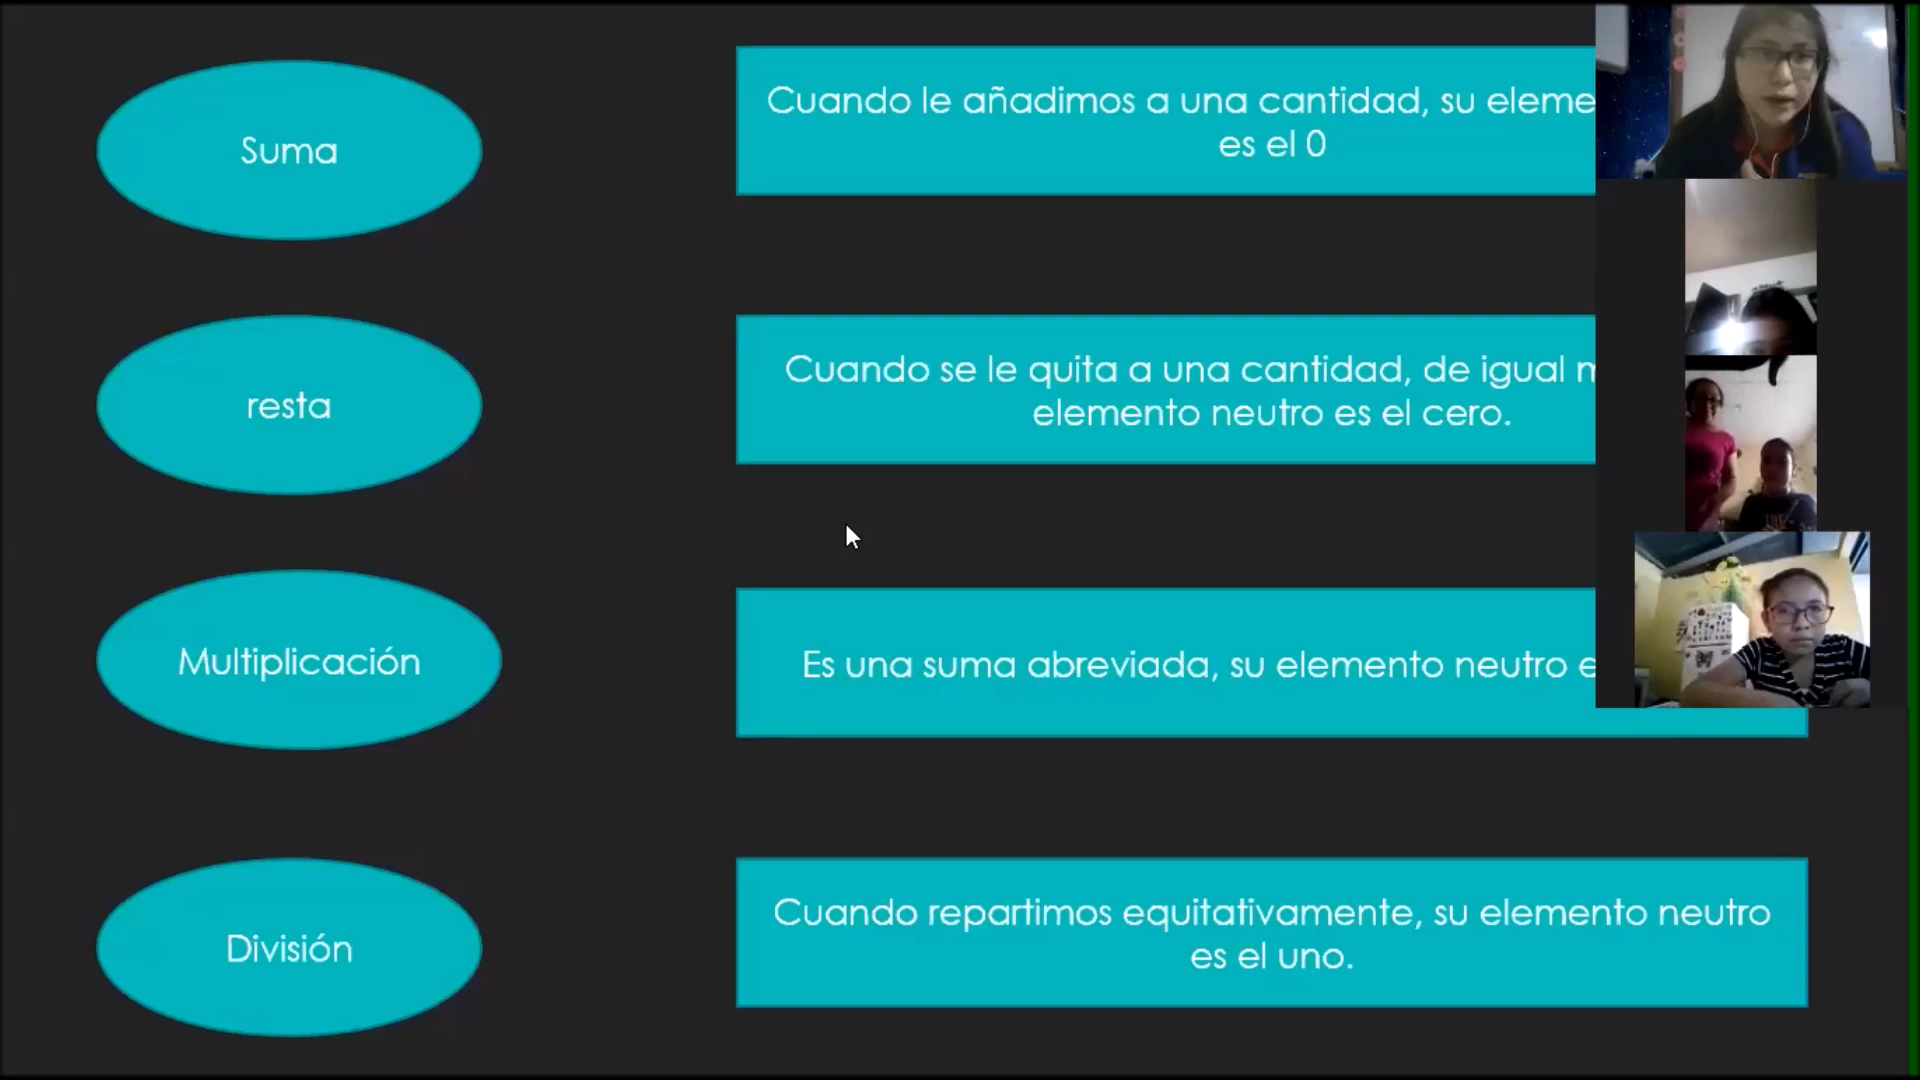 Suma
Cuando le añadimos a una cantidad, su eleme
es el 0
resta
Cuando se le quita a una cantidad, de igual
elemento neutro es el cero.
Multiplicación
Es una suma abreviada, su elemento neutro e
División
Cuando repartimos equitativamente, su elemento neutro
es el uno.